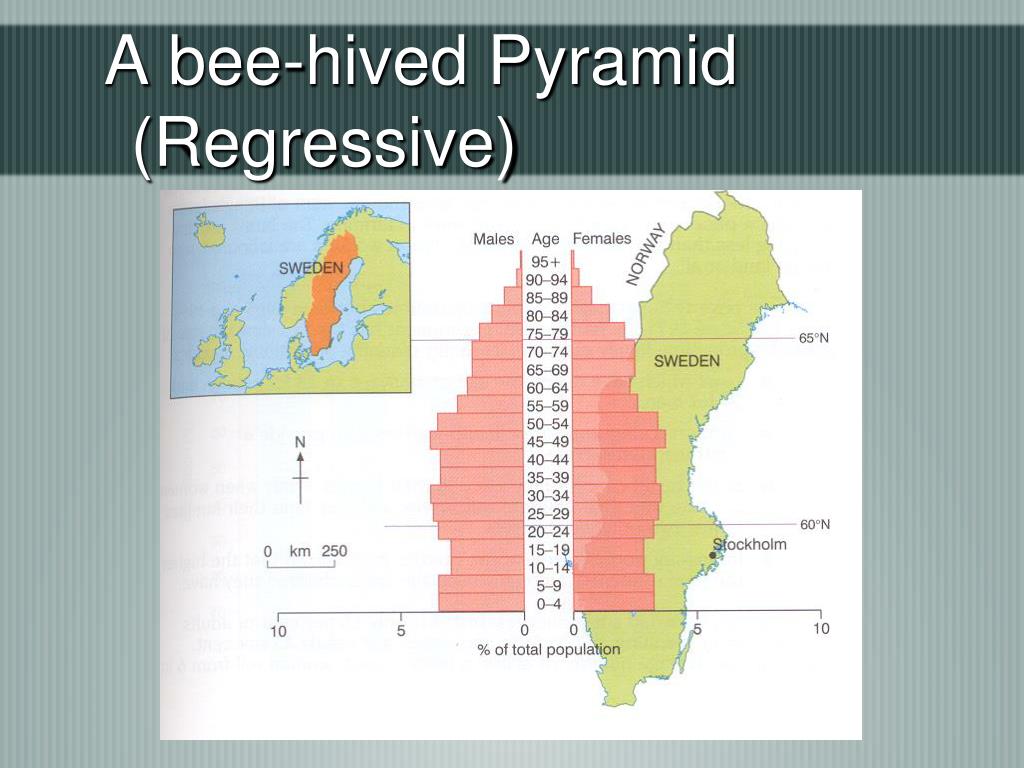 A bee-hived Pyramid
(Regressive)
SWEDEN
Males Age Females
95+
90–94
85–89
80–84
75–79
70–74
65–69
60–64
55–59
50–54
45–49
40–44
35–39
30–34
25–29
20–24
15–19
10–14
5–9
0–4
NORWAY
65°N
SWEDEN
N
60°N
Stockholm
0 km 250
10 5 0 0 5 10
% of total population